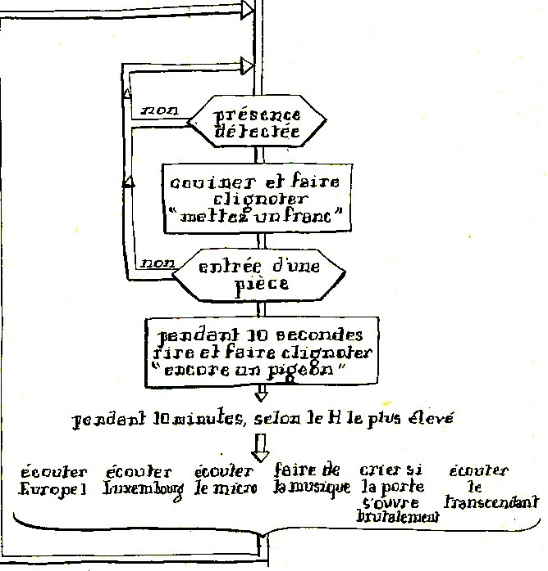 non
présence
détectée
couiner et faire
clignoter
"mettez un franc"
non
entrée d'une
pièce
pendant 10 secondes
rire et faire clignoter
"encore un pigeon"
pendant 10 minutes, selon le H le plus élevé
écouter écouter écouter faire de crier si écouter
Europe 1 Luxembourg le micro la musique la porte le
s'ouvre transcendant
brutalement